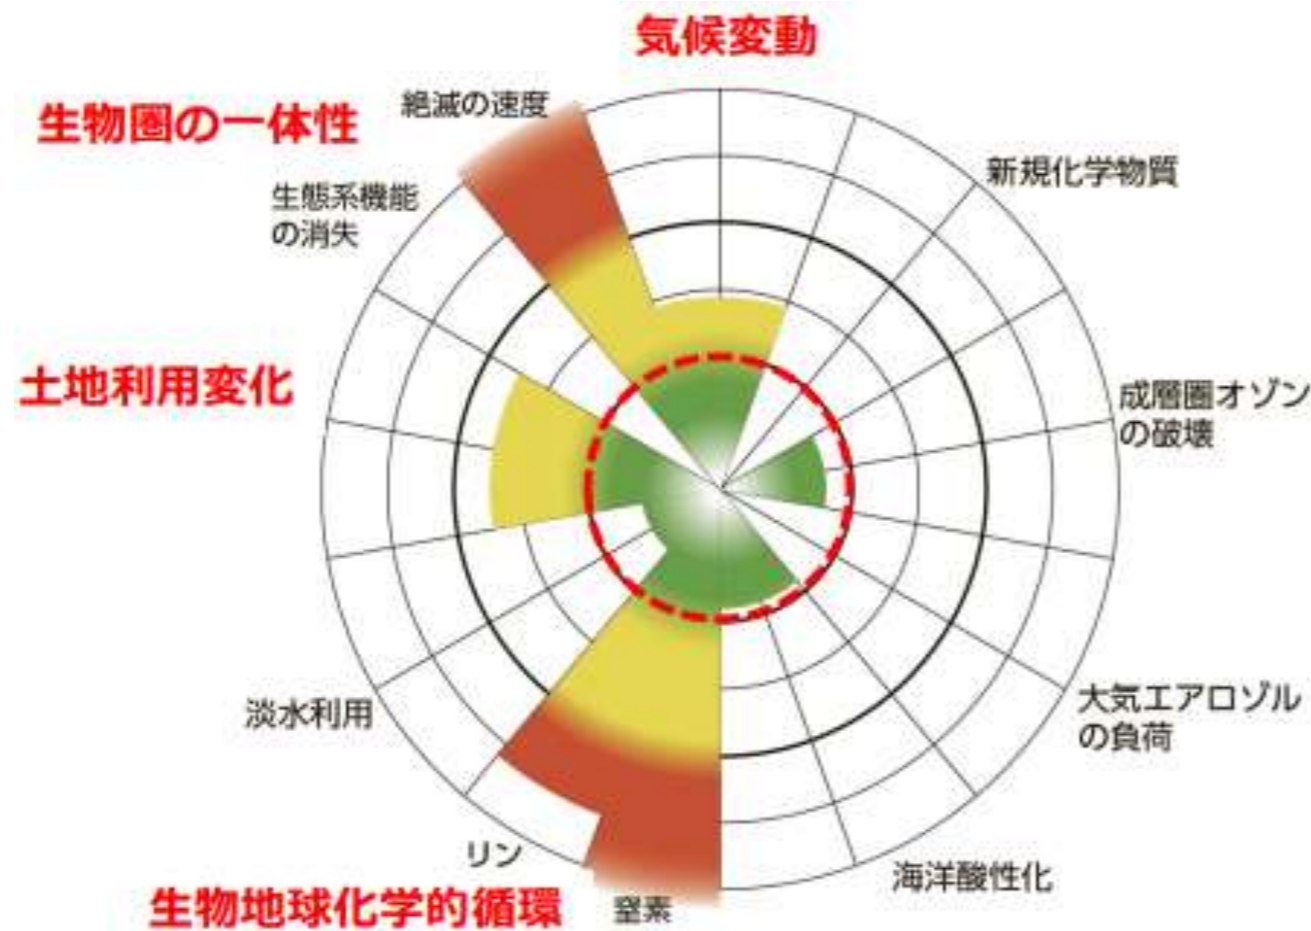 気候変動
絶滅の速度
生物圏の一体性
新規化学物質
生態系機能
の消失
土地利用変化
成層圏オゾン
の破壊
淡水利用
大気エアロゾル
の負荷
リン
海洋酸性化
生物地球化学的循環
窒素